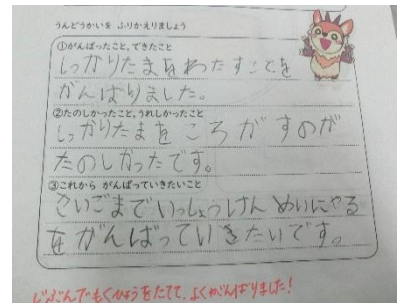 うんどうかいを ふりかえりましょう
①がんばったこと,できたこと
しっかりたまをわたすことを
がんばりました。
②たのしかったこと,うれしかったこと
しっかりたまを ころがすのが
たのしかったです。
③これから がんばっていきたいこと
さいごまでいっしょうけんめいにやる
をがんばっていきたいです。
じぶんでもくひょうをたてて、よくがんばりました!